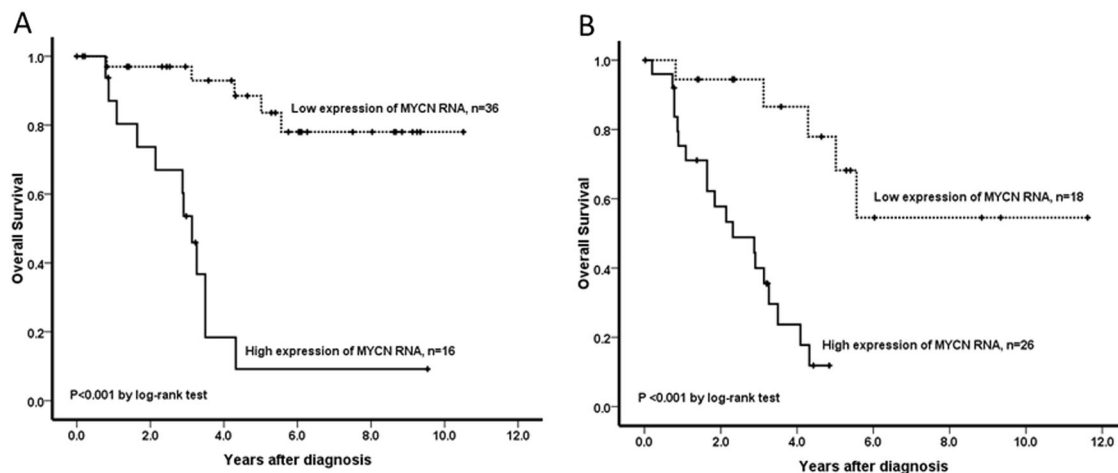 A
Overall Survival
1.0
0.8
0.6
0.4
0.2
0.0
Low expression of MYCN RNA, n=36
High expression of MYCN RNA, n=16
P<0.001 by log-rank test
0.0 2.0 4.0 6.0 8.0 10.0 12.0
Years after diagnosis
B
Overall Survival
1.0
0.8
0.6
0.4
0.2
0.0
Low expression of MYCN RNA, n=18
High expression of MYCN RNA, n=26
P <0.001 by log-rank test
0.0 2.0 4.0 6.0 8.0 10.0 12.0
Years after diagnosis